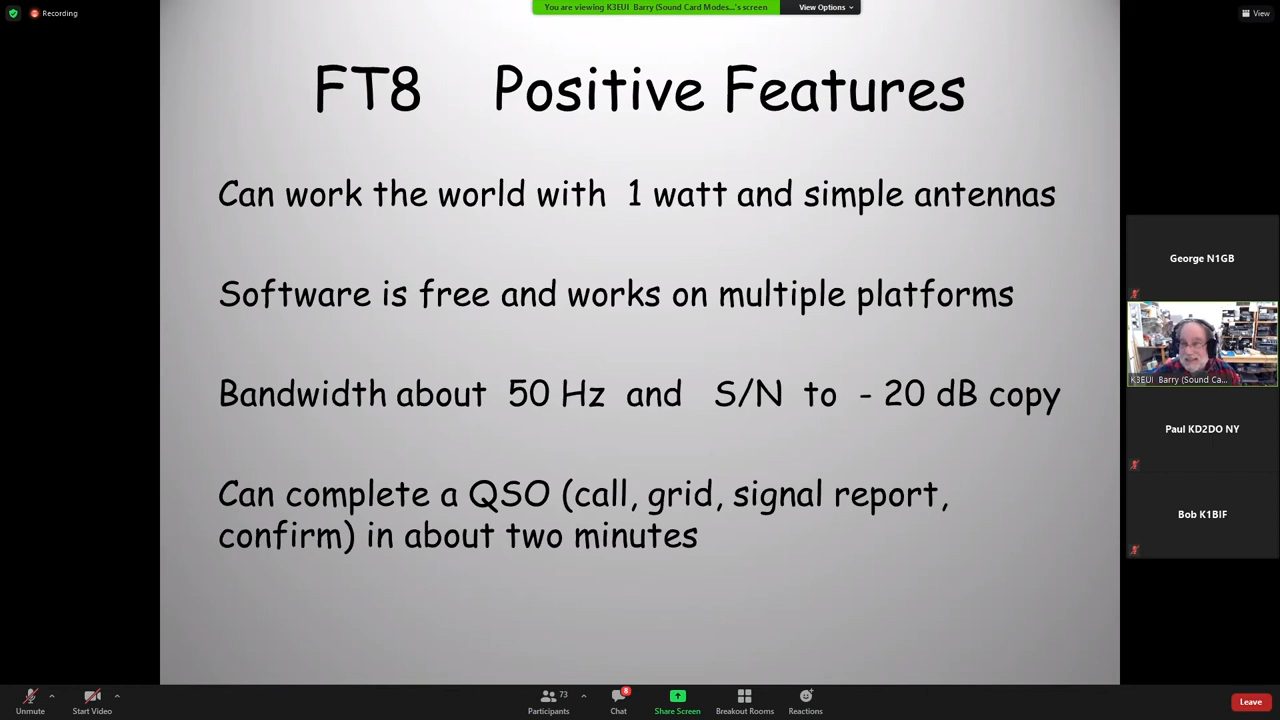 Recording
You are viewing K3EUI Barry (Sound Card Modes...'s screen
View Options
View
FT8 Positive Features
Can work the world with 1 watt and simple antennas
Software is free and works on multiple platforms
Bandwidth about 50 Hz and S/N to - 20 dB copy
Can complete a QSO (call, grid, signal report,
confirm) in about two minutes
George N1GB
K3EUI Barry (Sound Ca...
Paul KD2DO NY
Bob K1BIF
Unmute
Start Video
73
Participants
8
Chat
Share Screen
Breakout Rooms
Reactions
Leave